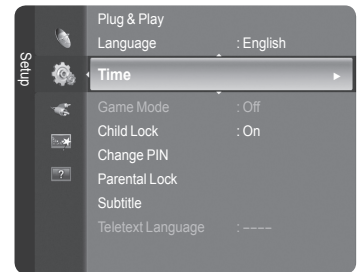 Setup
Plug & Play
Language : English
Time
Game Mode : Off
Child Lock : On
Change PIN
Parental Lock
Subtitle
Teletext Language : ----
?